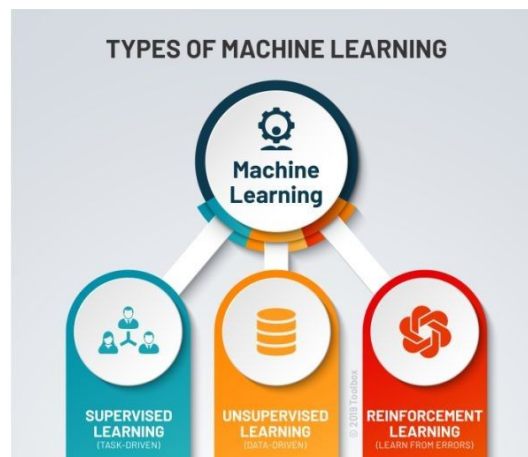 TYPES OF MACHINE LEARNING
Machine
Learning
SUPERVISED
LEARNING
(TASK-DRIVEN)
UNSUPERVISED
LEARNING
(DATA-DRIVEN)
REINFORCEMENT
LEARNING
(LEARN FROM ERRORS)
© 2019 Toolbox